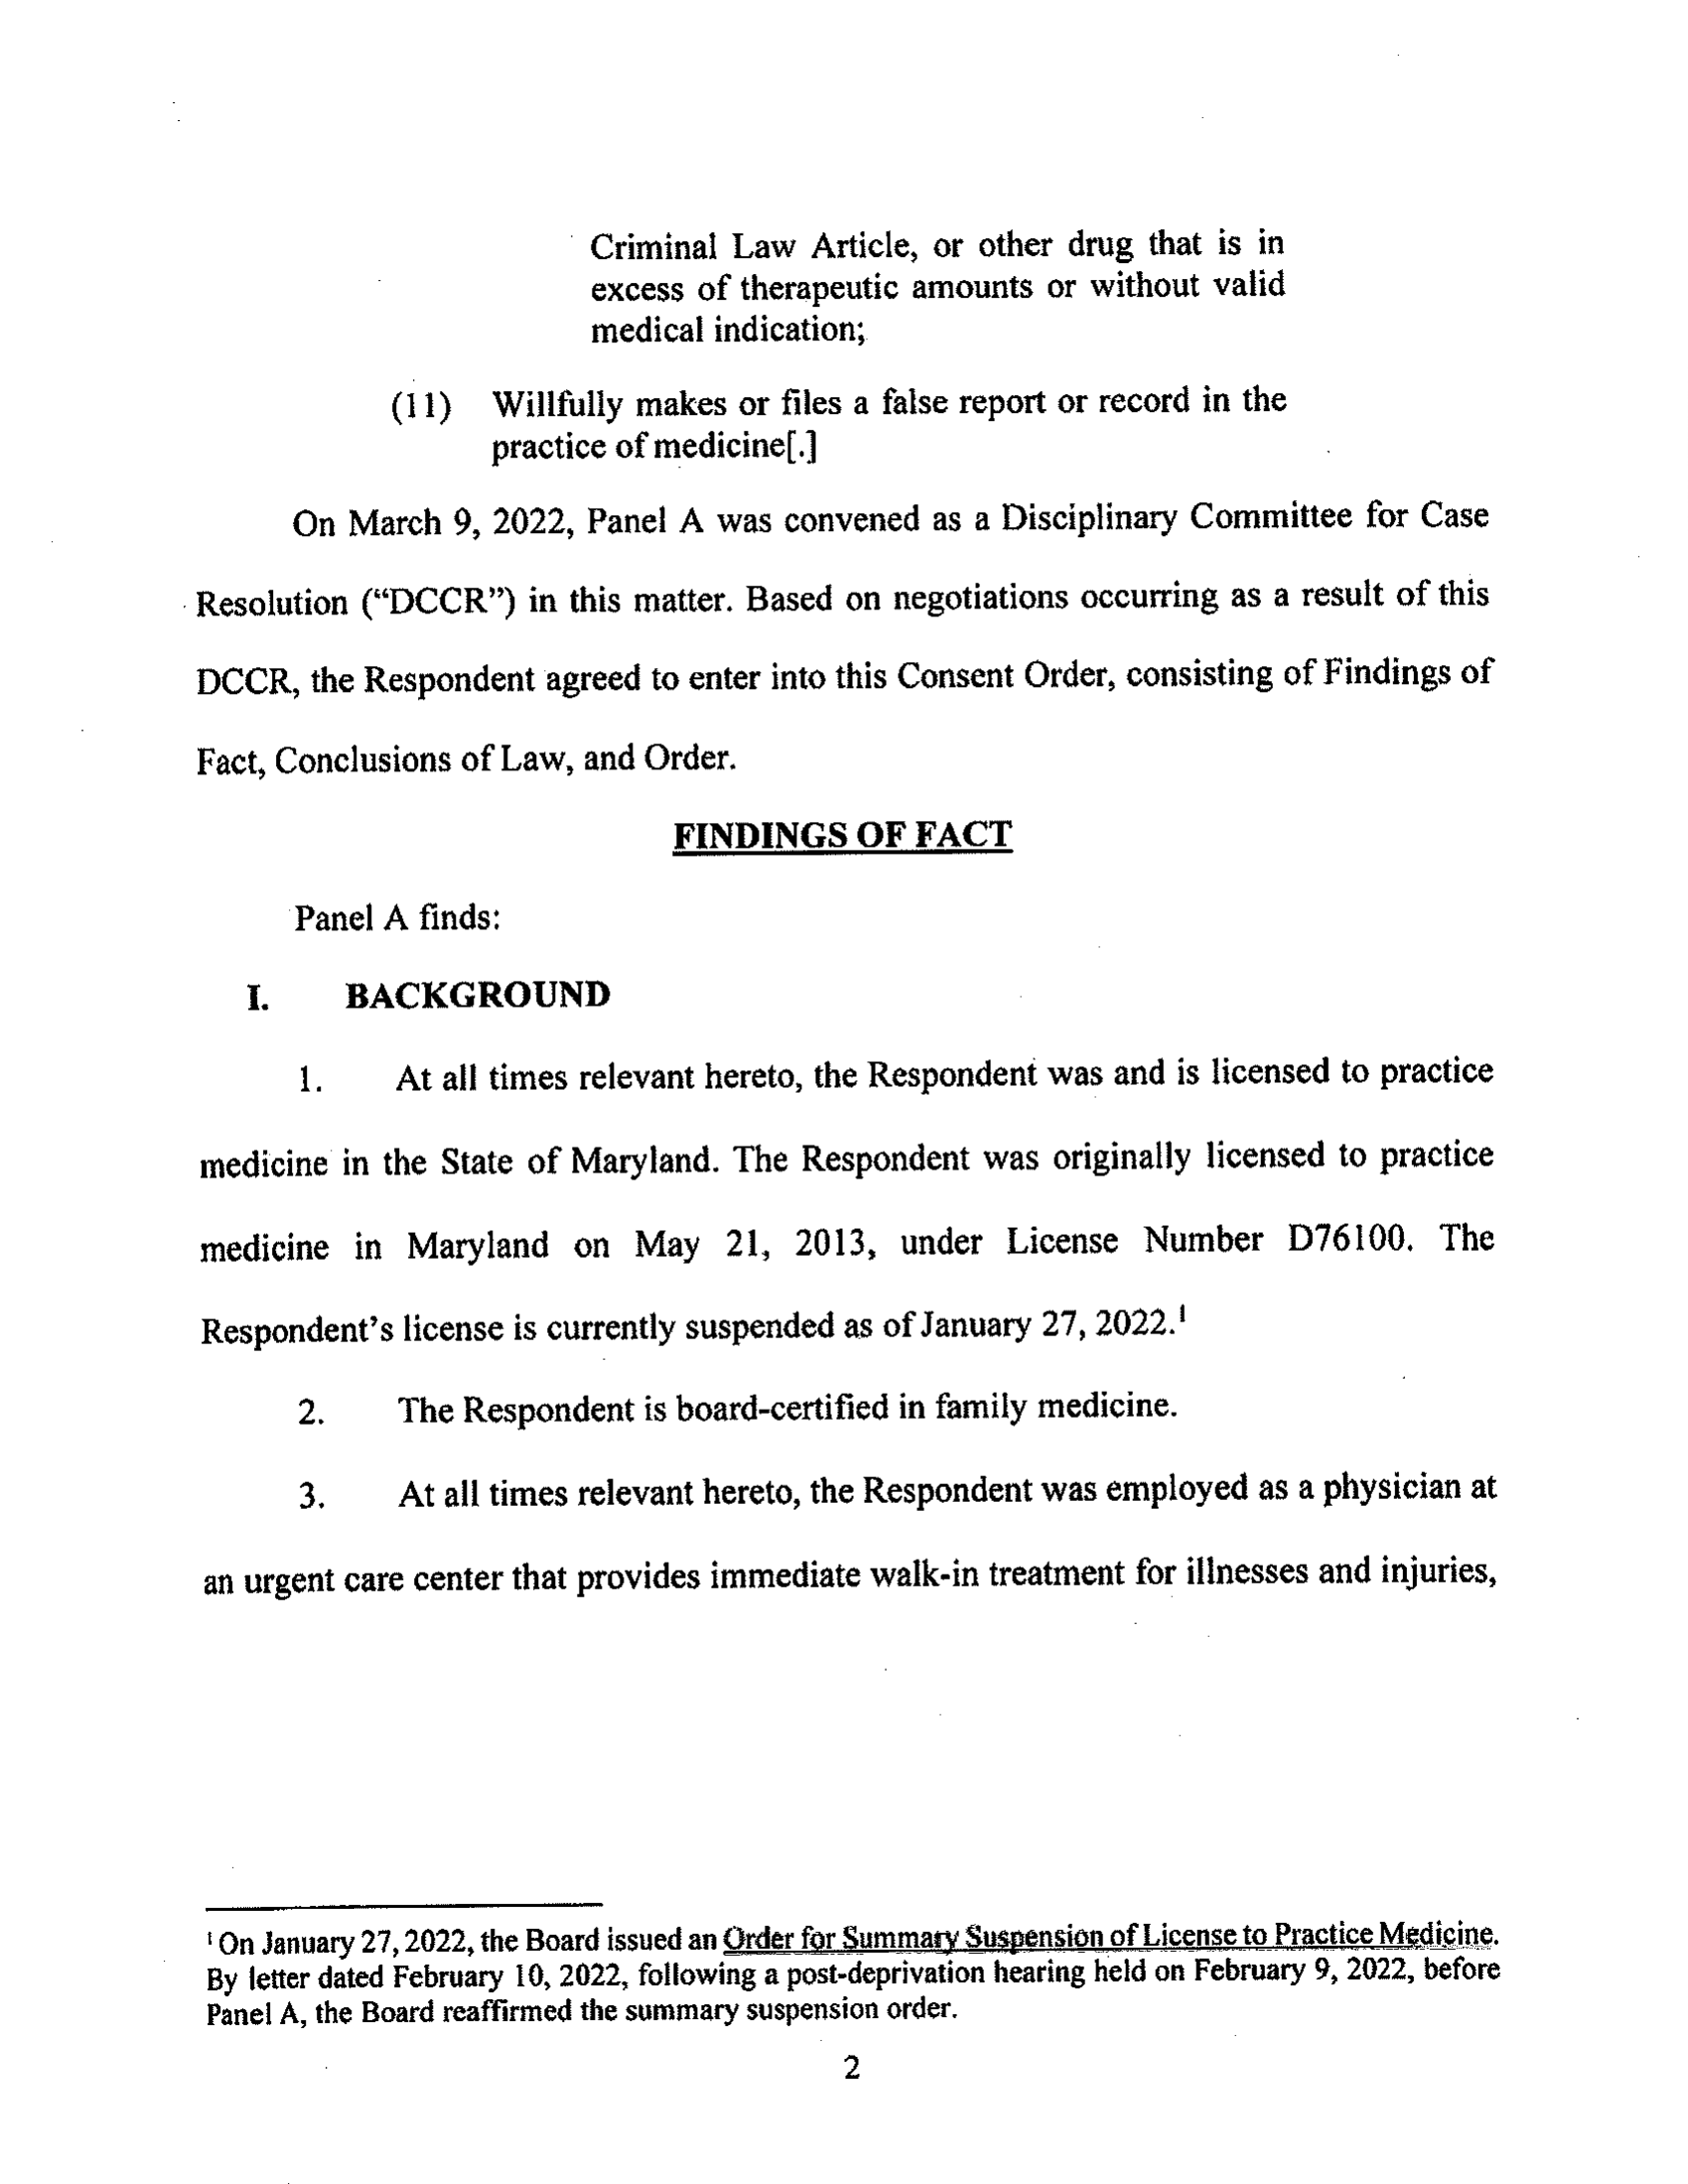 Criminal Law Article, or other drug that is in
excess of therapeutic amounts or without valid
medical indication;
(11) Willfully makes or files a false report or record in the
practice of medicine[.]
On March 9, 2022, Panel A was convened as a Disciplinary Committee for Case
Resolution (“DCCR”) in this matter. Based on negotiations occurring as a result of this
DCCR, the Respondent agreed to enter into this Consent Order, consisting of Findings of
Fact, Conclusions of Law, and Order.
FINDINGS OF FACT
Panel A finds:
I. BACKGROUND
1. At all times relevant hereto, the Respondent was and is licensed to practice
medicine in the State of Maryland. The Respondent was originally licensed to practice
medicine in Maryland on May 21, 2013, under License Number D76100. The
Respondent’s license is currently suspended as of January 27, 2022.¹
2. The Respondent is board-certified in family medicine.
3. At all times relevant hereto, the Respondent was employed as a physician at
an urgent care center that provides immediate walk-in treatment for illnesses and injuries,
¹ On January 27, 2022, the Board issued an Order for Summary Suspension of License to Practice Medicine.
By letter dated February 10, 2022, following a post-deprivation hearing held on February 9, 2022, before
Panel A, the Board reaffirmed the summary suspension order.
2